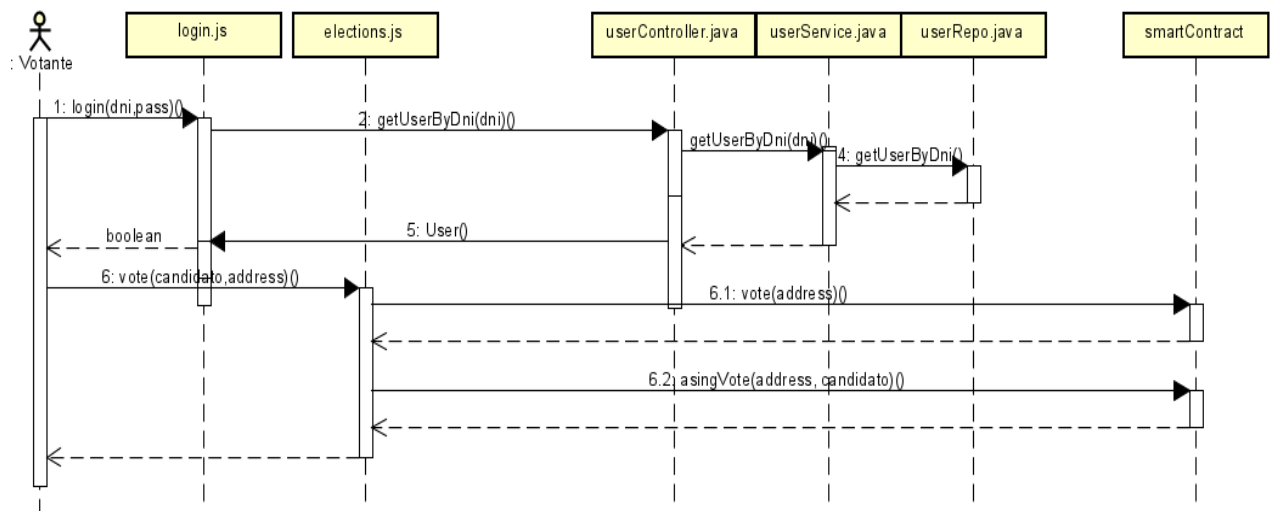 login.js
elections.js
userController.java
userService.java
userRepo.java
smartContract
: Votante
1: login(dni,pass)()
2: getUserByDni(dni)()
getUserByDni(dni)()
4: getUserByDni()
5: User()
boolean
6: vote(candidato,address)()
6.1: vote(address)()
6.2: asingVote(address, candidato)()